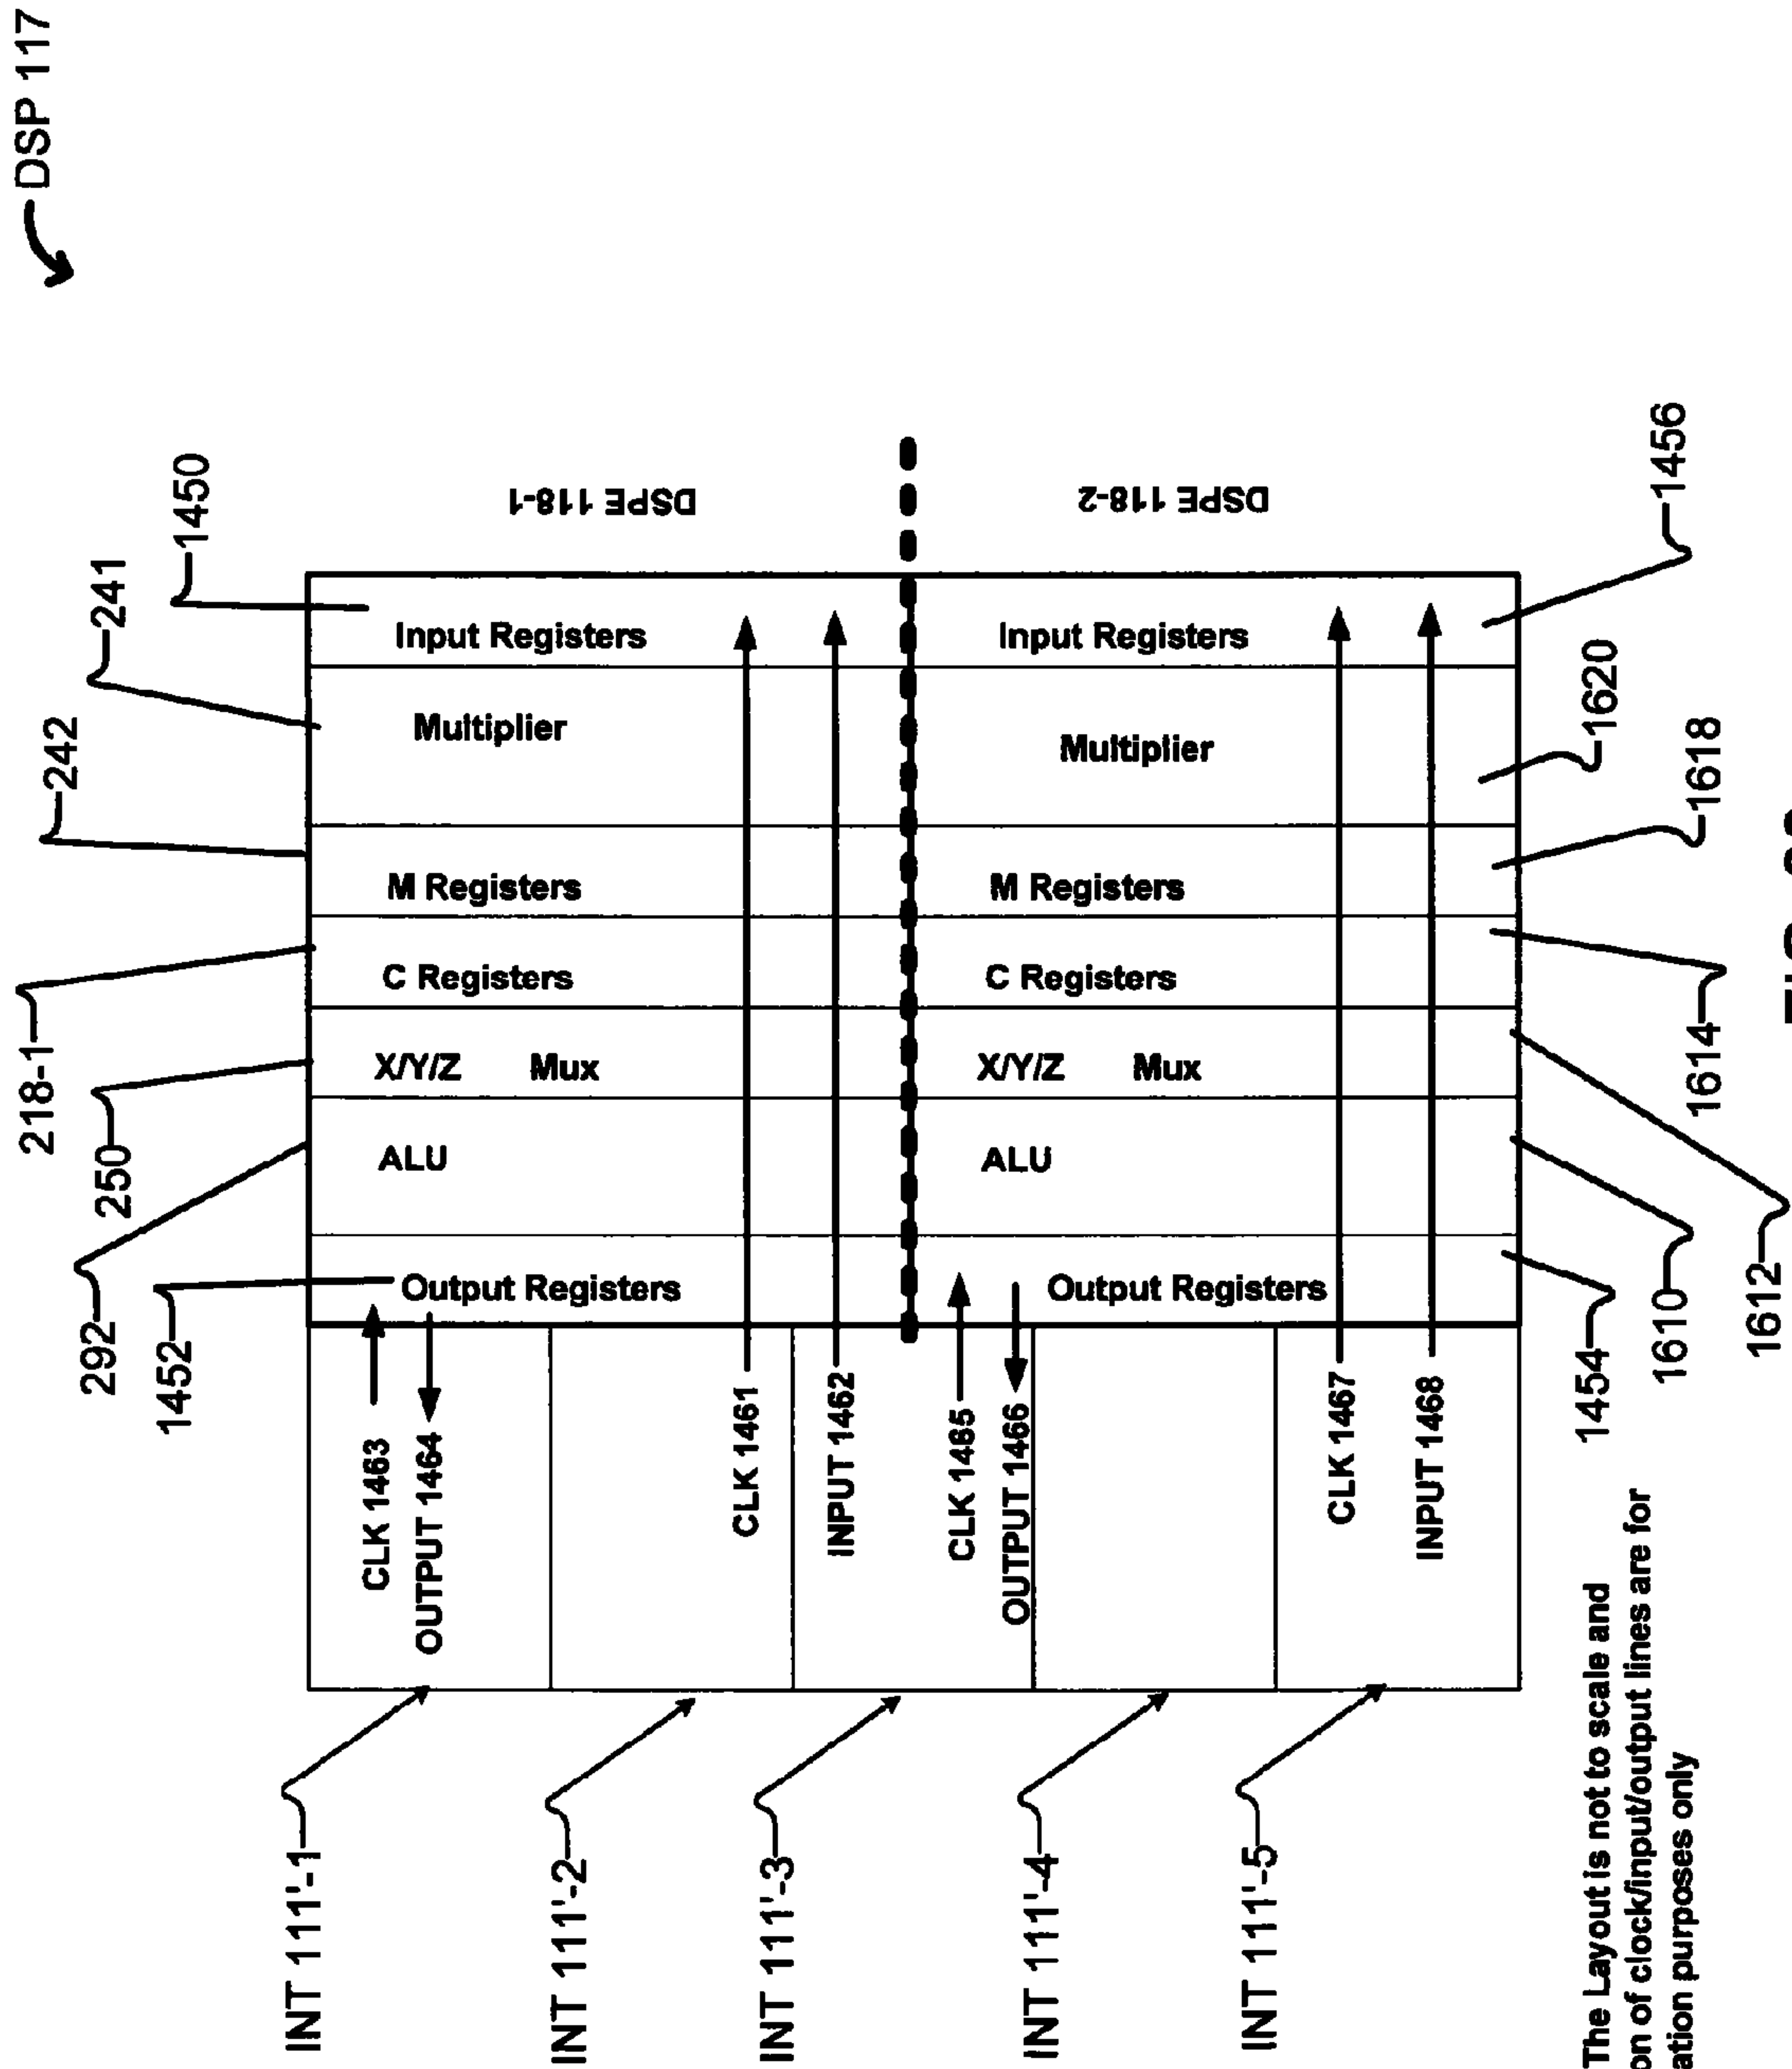 DSP 117
241
1450
242
218-1
250
292
1452
Input Registers
DSPE 118-1
Multiplier
M Registers
C Registers
X/Y/Z Mux
ALU
Output Registers
CLK 1463
OUTPUT 1464
CLK 1461
INPUT 1462
Input Registers
DSPE 118-2
Multiplier
M Registers
C Registers
X/Y/Z Mux
ALU
Output Registers
CLK 1465
OUTPUT 1466
CLK 1467
INPUT 1468
1456
1620
1618
1614
1612
1610
1454
INT 111'-1
INT 111'-2
INT 111'-3
INT 111'-4
INT 111'-5
The Layout is not to scale and
of clock/input/output lines are for
purposes only